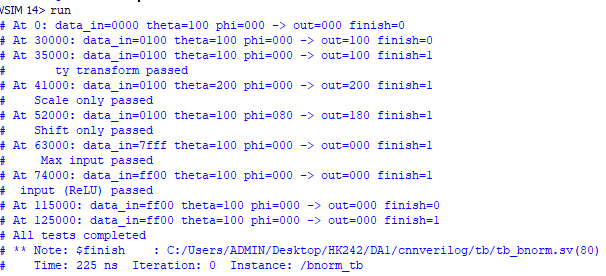 VSIM 14> run
# At 0: data_in=0000 theta=100 phi=000 -> out=000 finish=0
# At 30000: data_in=0100 theta=100 phi=000 -> out=100 finish=0
# At 35000: data_in=0100 theta=100 phi=000 -> out=100 finish=1
# ty transform passed
# At 41000: data_in=0100 theta=200 phi=000 -> out=200 finish=1
# Scale only passed
# At 52000: data_in=0100 theta=100 phi=080 -> out=180 finish=1
# Shift only passed
# At 63000: data_in=7fff theta=100 phi=000 -> out=000 finish=1
# Max input passed
# At 74000: data_in=ff00 theta=100 phi=000 -> out=000 finish=1
# input (ReLU) passed
# At 115000: data_in=ff00 theta=100 phi=000 -> out=000 finish=0
# At 125000: data_in=ff00 theta=100 phi=000 -> out=000 finish=1
# All tests completed
# ** Note: $finish : C:/Users/ADMIN/Desktop/HK242/DA1/cnnverilog/tb/tb_bnorm.sv(80)
# Time: 225 ns Iteration: 0 Instance: /bnorm_tb